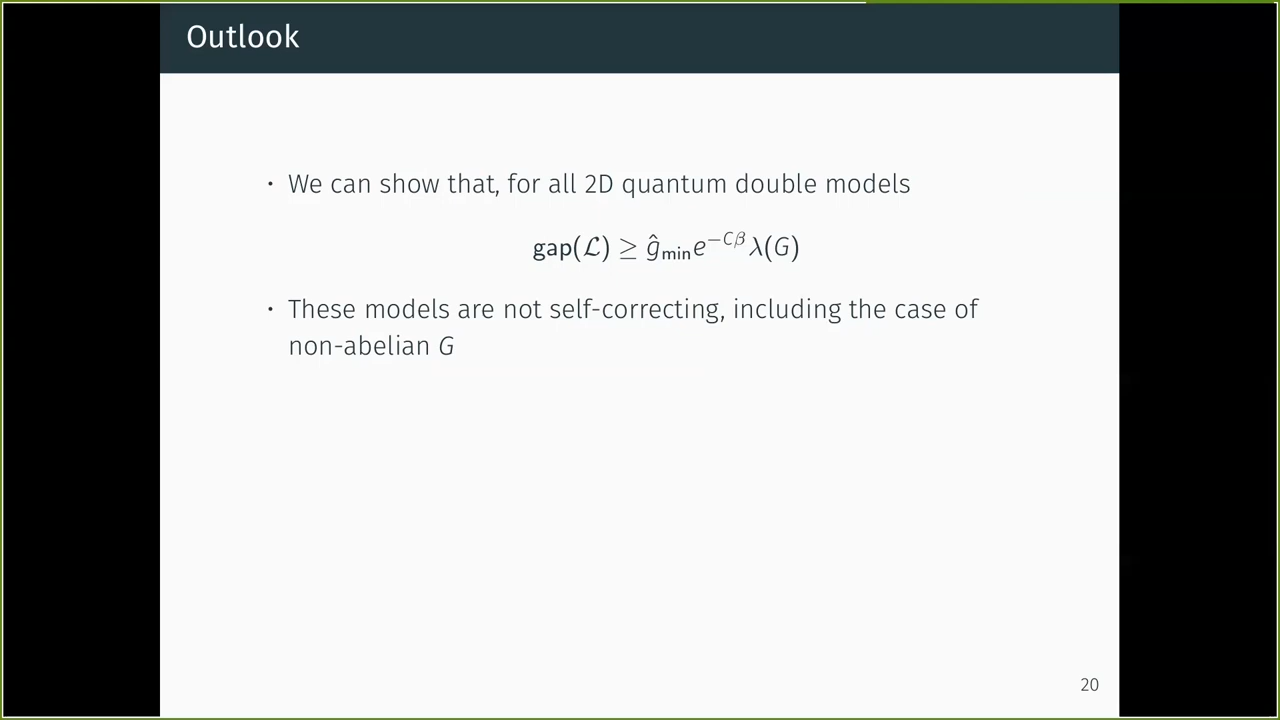 Outlook
• We can show that, for all 2D quantum double models
gap(ℒ) ≥ ĝ_min e^{−Cβ} λ(G)
• These models are not self-correcting, including the case of
non-abelian G
20